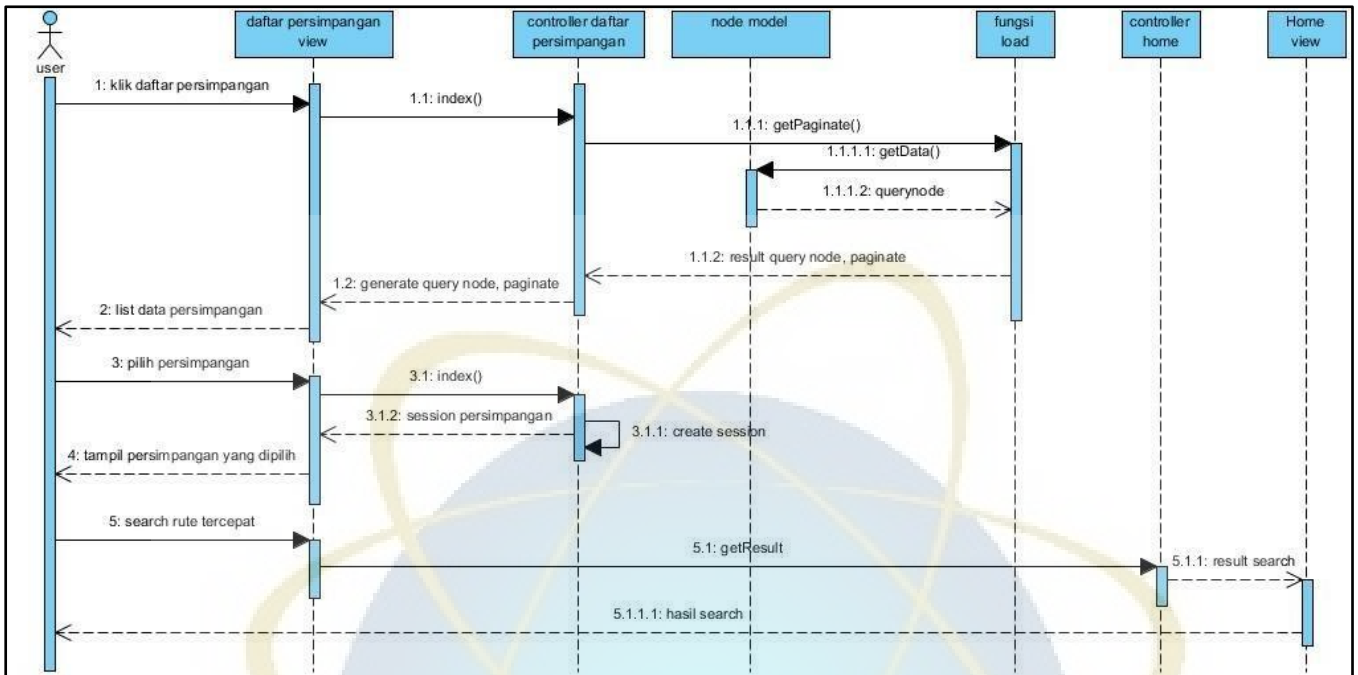 daftar persimpangan
view
controller daftar
persimpangan
node model
fungsi
load
controller
home
Home
view
user
1: klik daftar persimpangan
1.1: index()
1.1.1: getPaginate()
1.1.1.1: getData()
1.1.1.2: querynode
1.1.2: result query node, paginate
1.2: generate query node, paginate
2: list data persimpangan
3: pilih persimpangan
3.1: index()
3.1.2: session persimpangan
3.1.1: create session
4: tampil persimpangan yang dipilih
5: search rute tercepat
5.1: getResult
5.1.1: result search
5.1.1.1: hasil search